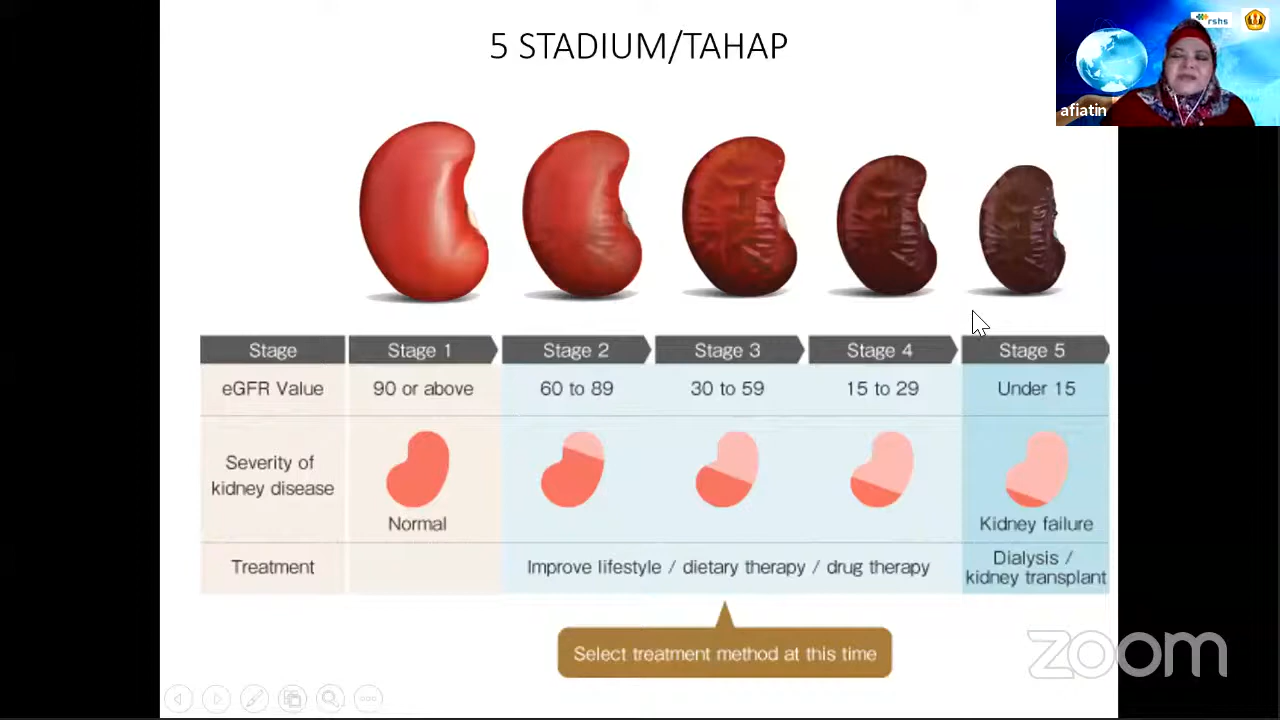 5 STADIUM/TAHAP
rshs
afiatin
Stage Stage 1 Stage 2 Stage 3 Stage 4 Stage 5
eGFR Value 90 or above 60 to 89 30 to 59 15 to 29 Under 15
Severity of
kidney disease
Normal Kidney failure
Treatment Improve lifestyle / dietary therapy / drug therapy Dialysis /
kidney transplant
Select treatment method at this time
zoom